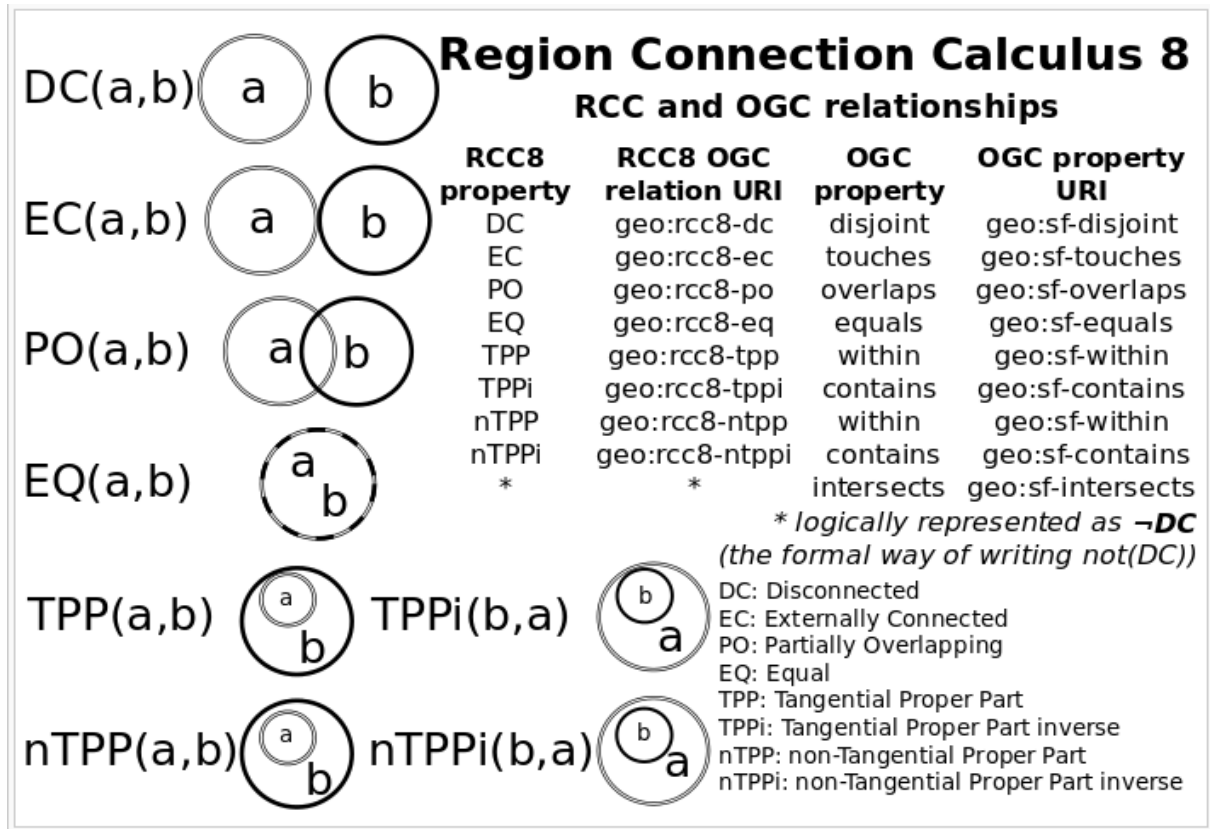 Region Connection Calculus 8
RCC and OGC relationships
DC(a,b) a b
EC(a,b) a b
PO(a,b) a b
EQ(a,b) a b
TPP(a,b) a b TPPi(b,a) b a
nTPP(a,b) a b nTPPi(b,a) b a
RCC8 property RCC8 OGC relation URI OGC property OGC property URI
DC geo:rcc8-dc disjoint geo:sf-disjoint
EC geo:rcc8-ec touches geo:sf-touches
PO geo:rcc8-po overlaps geo:sf-overlaps
EQ geo:rcc8-eq equals geo:sf-equals
TPP geo:rcc8-tpp within geo:sf-within
TPPi geo:rcc8-tppi contains geo:sf-contains
nTPP geo:rcc8-ntpp within geo:sf-within
nTPPi geo:rcc8-ntppi contains geo:sf-contains
* * intersects geo:sf-intersects
* logically represented as ¬DC
(the formal way of writing not(DC))
DC: Disconnected
EC: Externally Connected
PO: Partially Overlapping
EQ: Equal
TPP: Tangential Proper Part
TPPi: Tangential Proper Part inverse
nTPP: non-Tangential Proper Part
nTPPi: non-Tangential Proper Part inverse